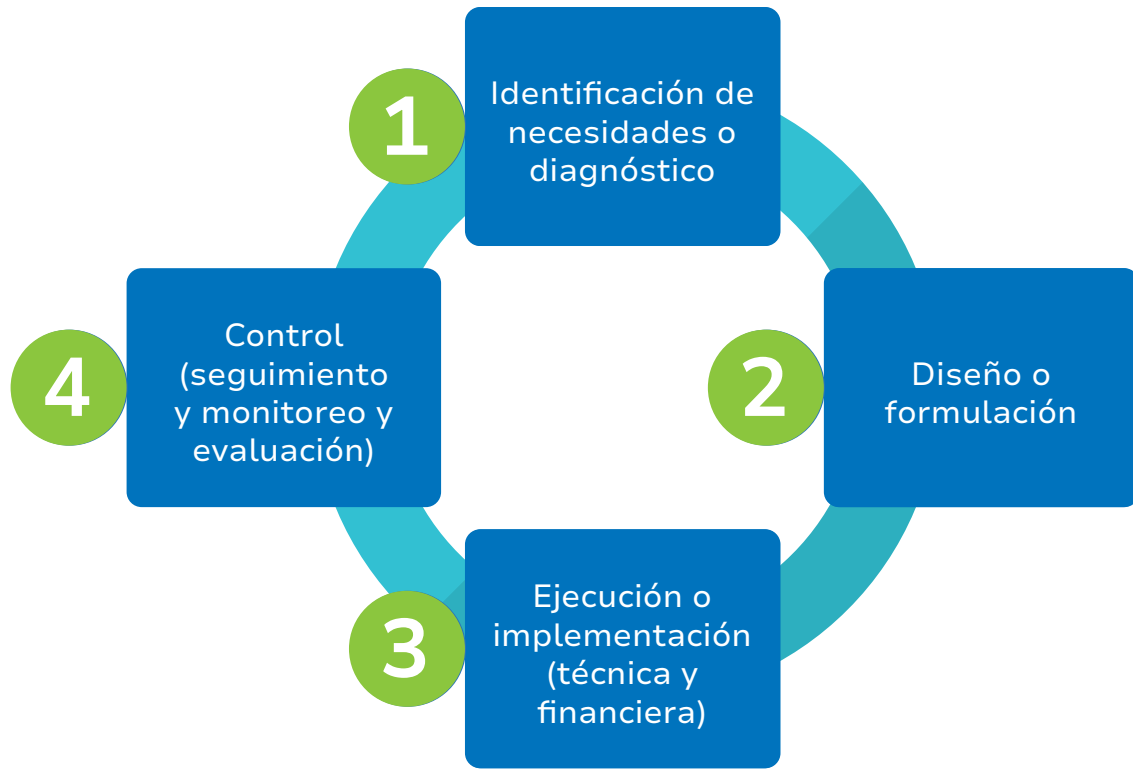 1
Identificación de
necesidades o
diagnóstico
2
Diseño o
formulación
3
Ejecución o
implementación
(técnica y
financiera)
4
Control
(seguimiento
y monitoreo y
evaluación)